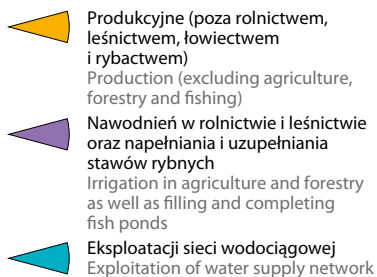 Produkcyjne (poza rolnictwem,
leśnictwem, łowiectwem
i rybactwem)
Production (excluding agriculture,
forestry and fishing)
Nawodnień w rolnictwie i leśnictwie
oraz napełniania i uzupełniania
stawów rybnych
Irrigation in agriculture and forestry
as well as filling and completing
fish ponds
Eksploatacji sieci wodociągowej
Exploitation of water supply network